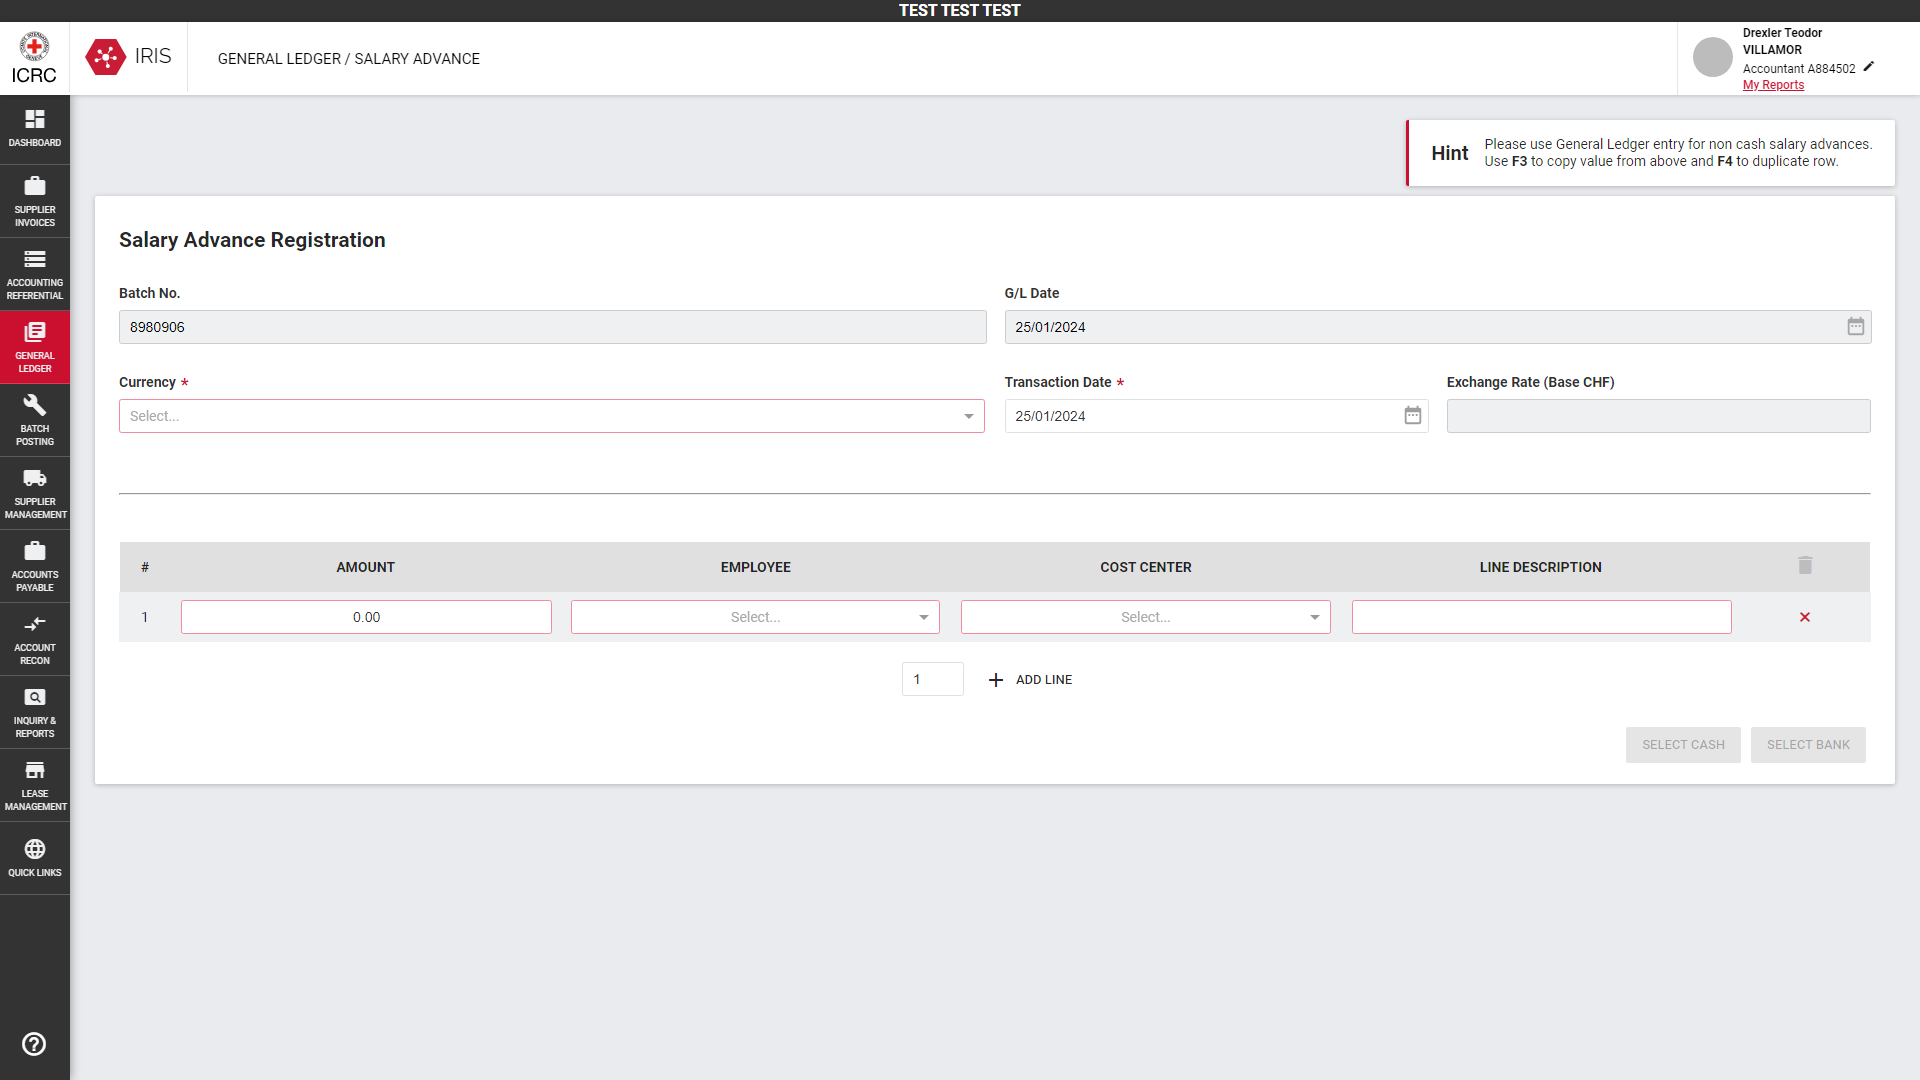 TEST TEST TEST
ICRC
IRIS
GENERAL LEDGER / SALARY ADVANCE
Drexler Teodor
VILLAMOR
Accountant A884502
My Reports
DASHBOARD
SUPPLIER
INVOICES
ACCOUNTING
REFERENTIAL
GENERAL
LEDGER
BATCH
POSTING
SUPPLIER
MANAGEMENT
ACCOUNTS
PAYABLE
ACCOUNT
RECON
INQUIRY &
REPORTS
LEASE
MANAGEMENT
QUICK LINKS
Hint
Please use General Ledger entry for non cash salary advances.
Use F3 to copy value from above and F4 to duplicate row.
Salary Advance Registration
Batch No.
G/L Date
8980906
25/01/2024
Currency *
Transaction Date *
Exchange Rate (Base CHF)
Select...
25/01/2024
# AMOUNT EMPLOYEE COST CENTER LINE DESCRIPTION
1 0.00 Select... Select...
1 ADD LINE
SELECT CASH
SELECT BANK